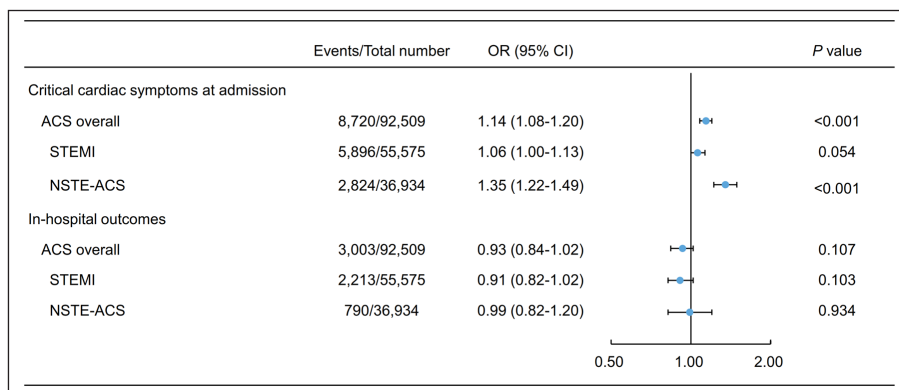 Events/Total number OR (95% CI) P value
Critical cardiac symptoms at admission
ACS overall 8,720/92,509 1.14 (1.08-1.20) <0.001
STEMI 5,896/55,575 1.06 (1.00-1.13) 0.054
NSTE-ACS 2,824/36,934 1.35 (1.22-1.49) <0.001
In-hospital outcomes
ACS overall 3,003/92,509 0.93 (0.84-1.02) 0.107
STEMI 2,213/55,575 0.91 (0.82-1.02) 0.103
NSTE-ACS 790/36,934 0.99 (0.82-1.20) 0.934
0.50 1.00 2.00